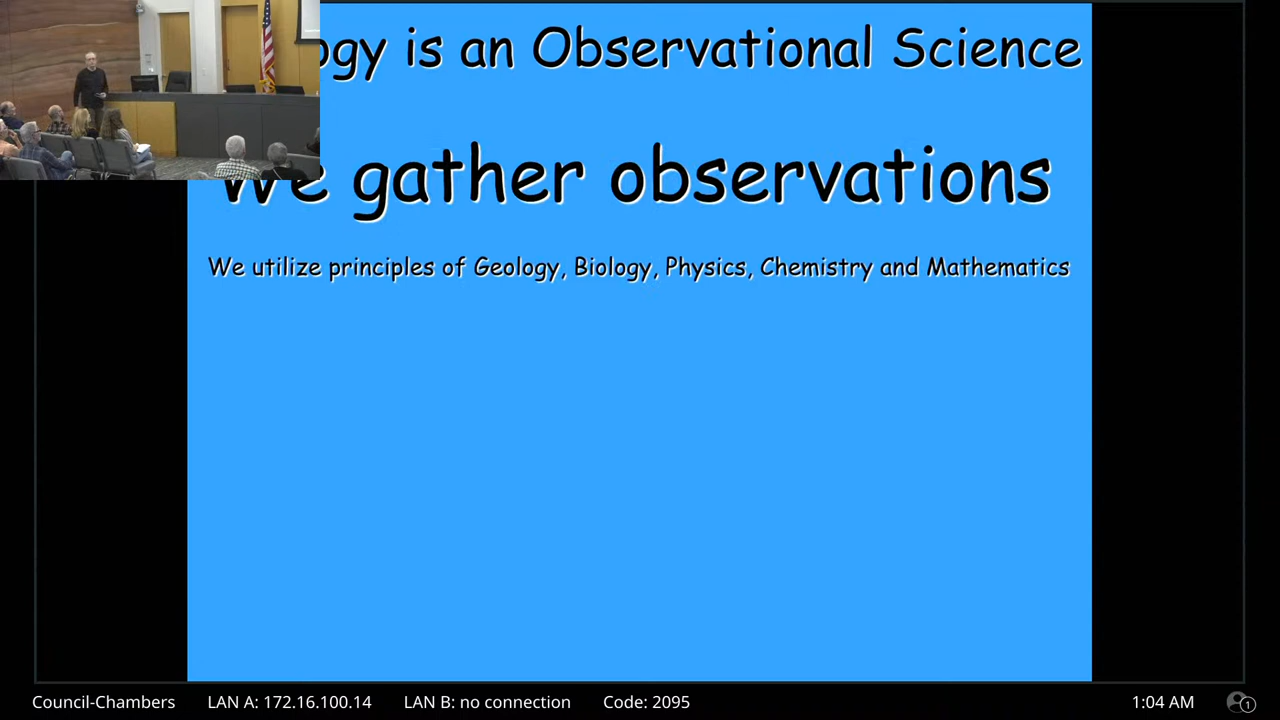 ogy is an Observational Science
We gather observations
We utilize principles of Geology, Biology, Physics, Chemistry and Mathematics
Council-Chambers LAN A: 172.16.100.14 LAN B: no connection Code: 2095 1:04 AM 1